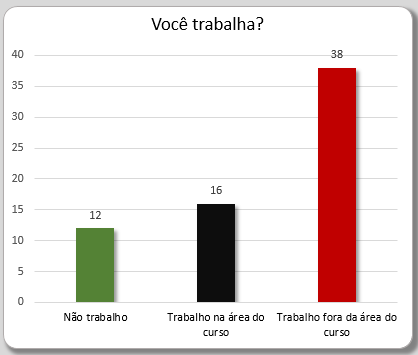 Você trabalha?
40
35
30
25
20
15
10
5
0
12
16
38
Não trabalho
Trabalho na área do
curso
Trabalho fora da área do
curso